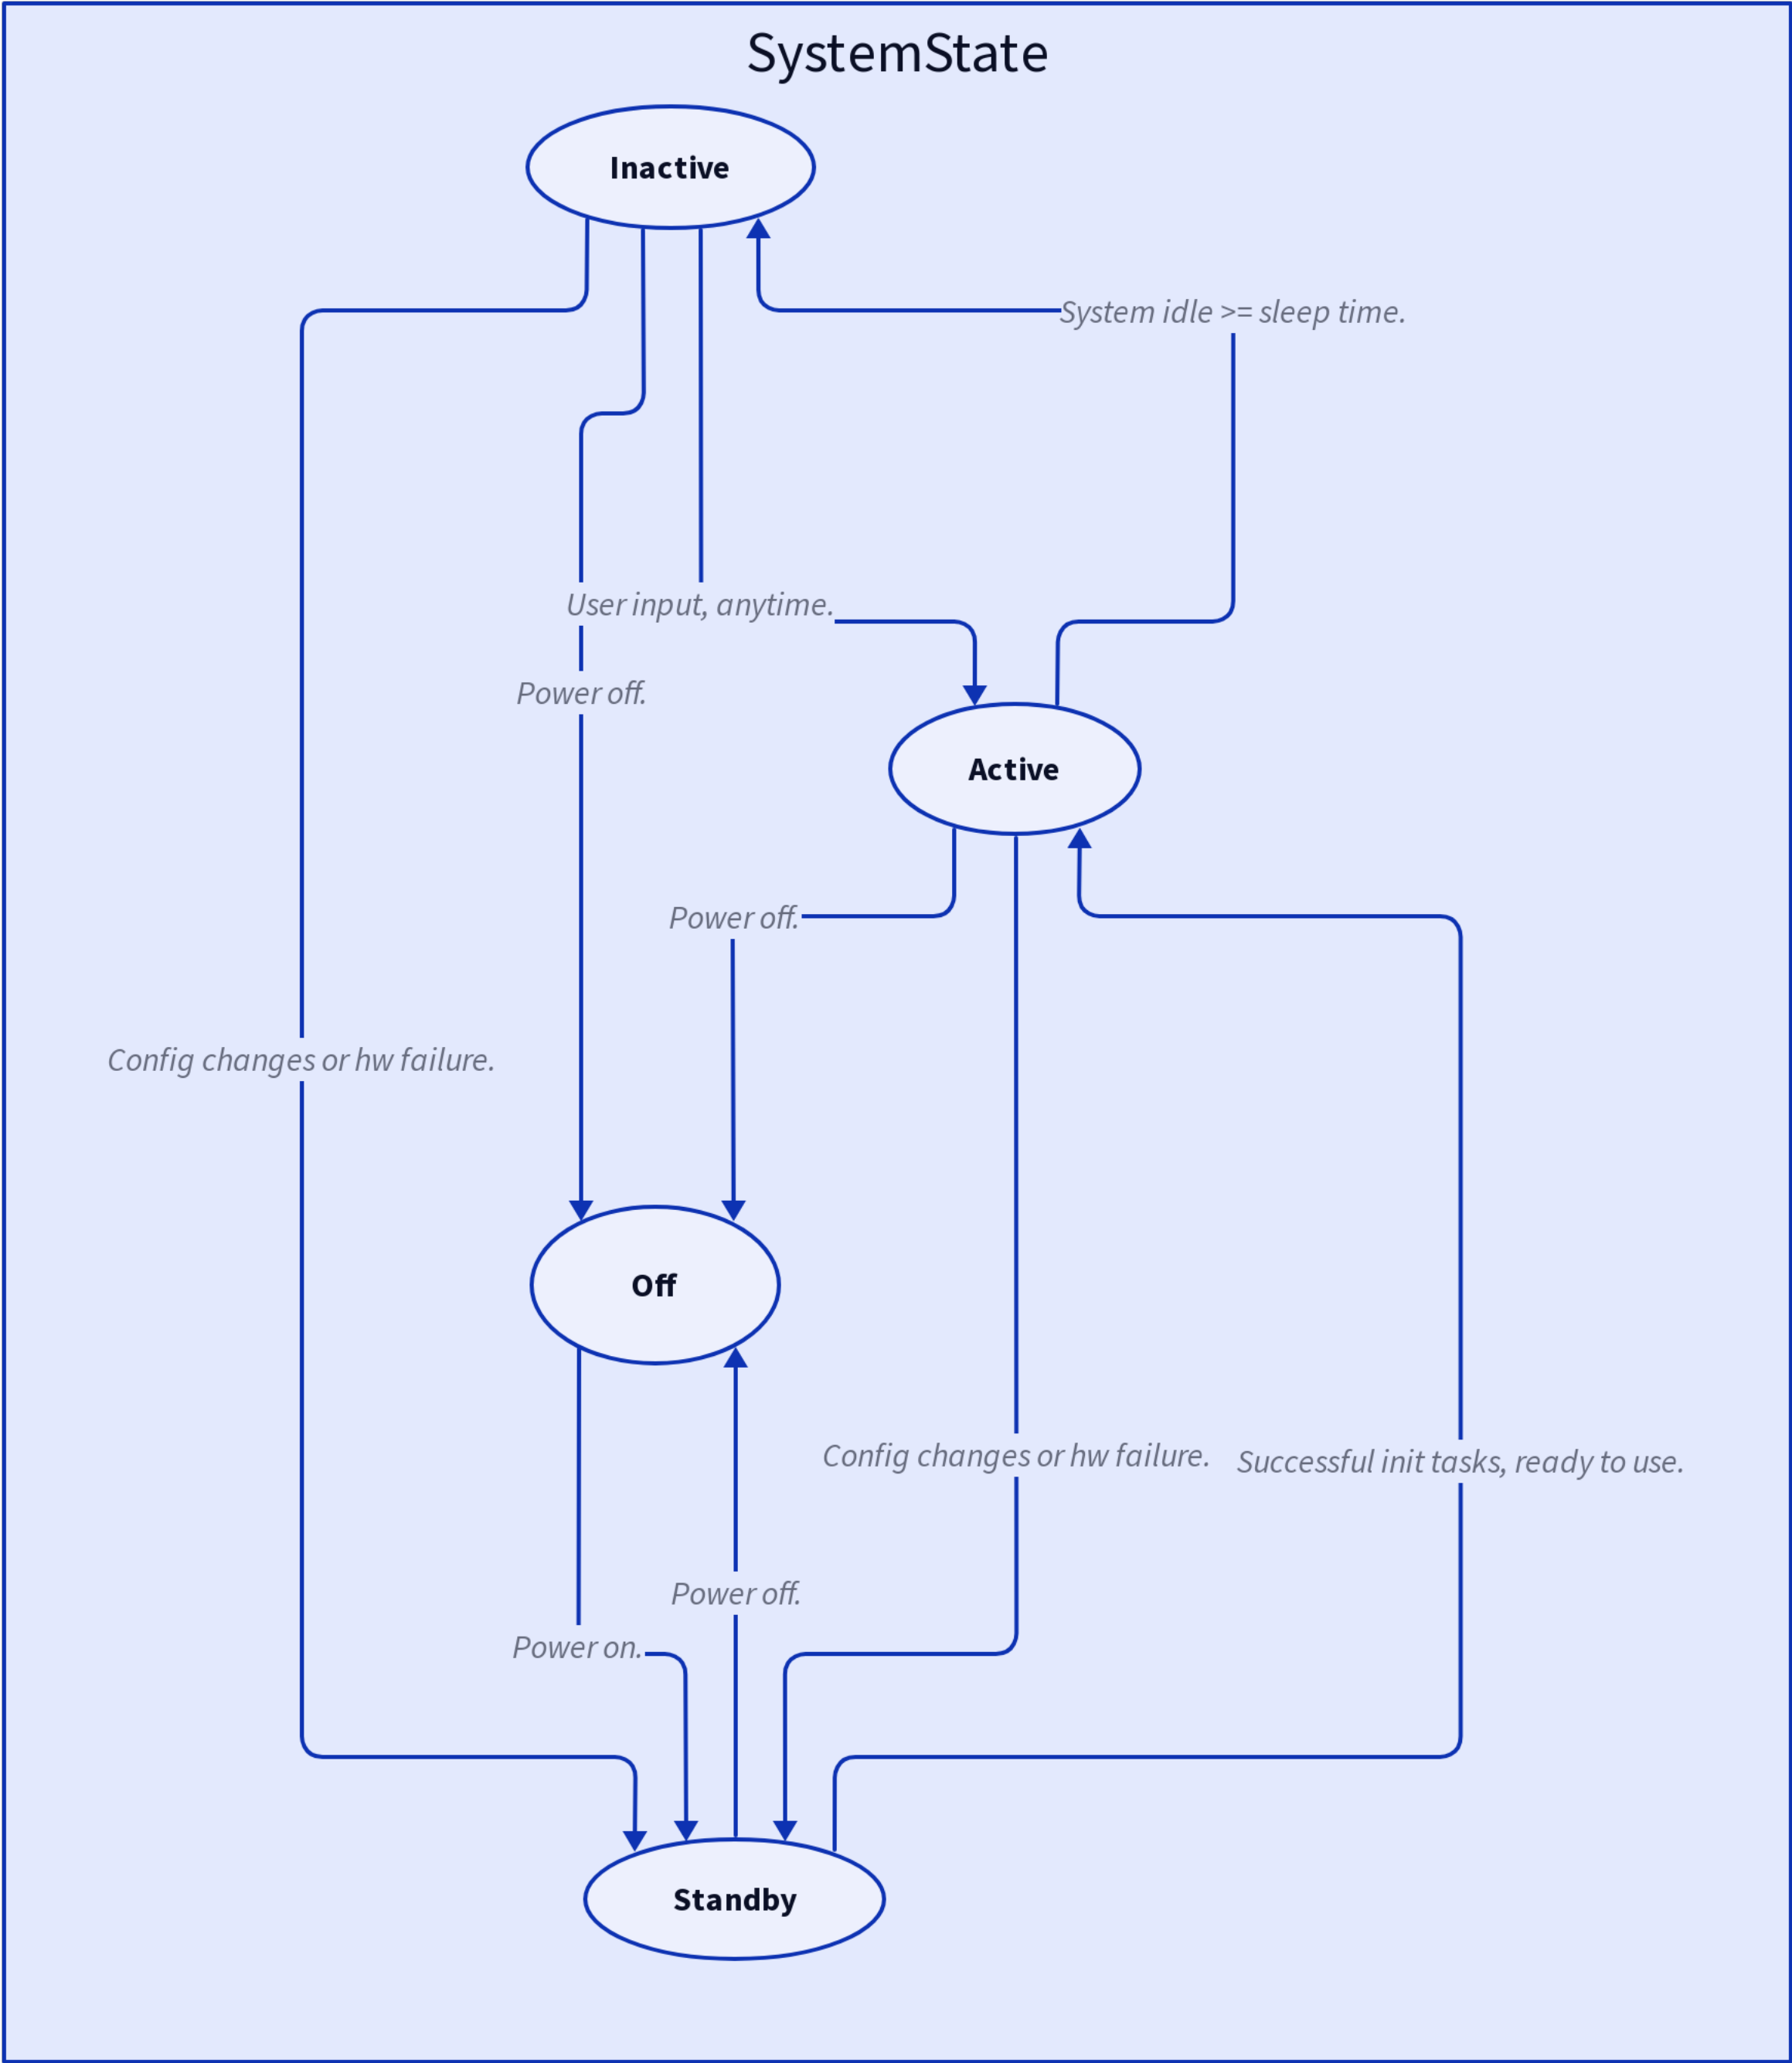 SystemState
Inactive
System idle >= sleep time.
User input, anytime.
Power off.
Active
Power off.
Config changes or hw failure.
Off
Config changes or hw failure.
Successful init tasks, ready to use.
Power off.
Power on.
Standby